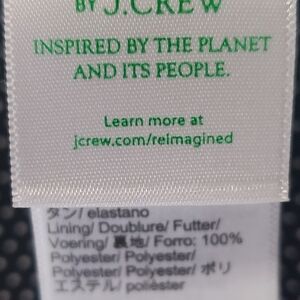 BY J.CREW
INSPIRED BY THE PLANET
AND ITS PEOPLE.
Learn more at
jcrew.com/reimagined
タン/ elastano
Lining/ Doublure/ Futter/
Voering/ 裏地/ Forro: 100%
Polyester/ Polyester/
Polyester/ Polyester/ ポリ
エステル/ poliéster